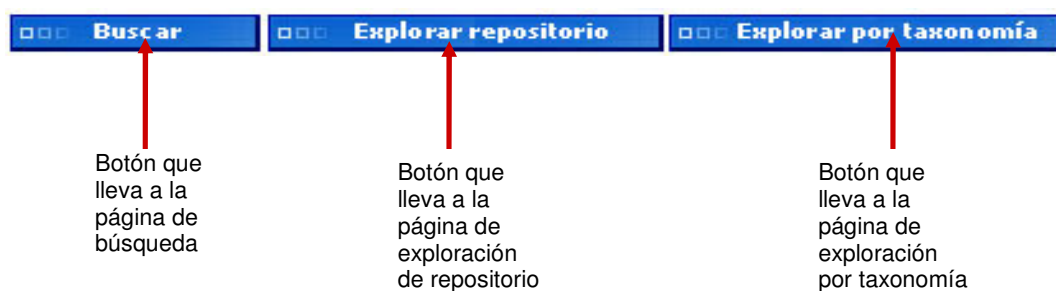 Buscar
Explorar repositorio
Explorar por taxonomía
Botón que
lleva a la
página de
búsqueda
Botón que
lleva a la
página de
exploración
de repositorio
Botón que
lleva a la
página de
exploración
por taxonomía